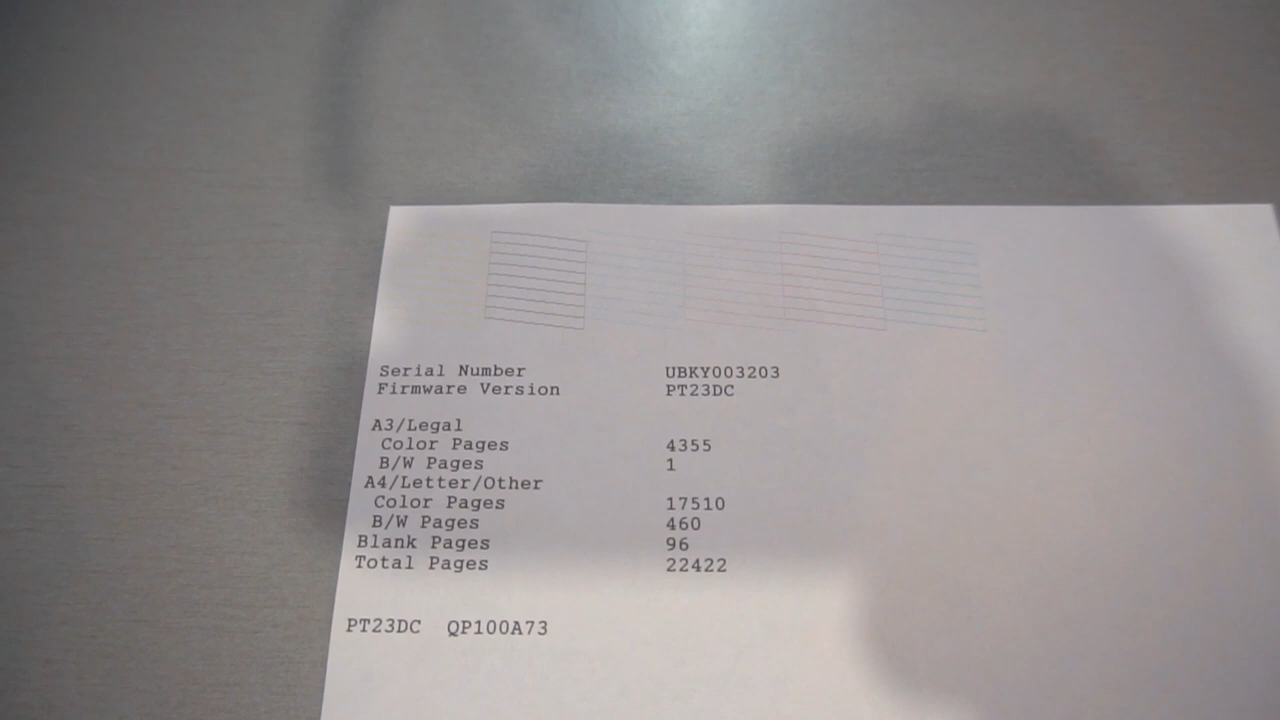 Serial Number UBKY003203
Firmware Version PT23DC
A3/Legal
Color Pages 4355
B/W Pages 1
A4/Letter/Other
Color Pages 17510
B/W Pages 460
Blank Pages 96
Total Pages 22422
PT23DC QP100A73